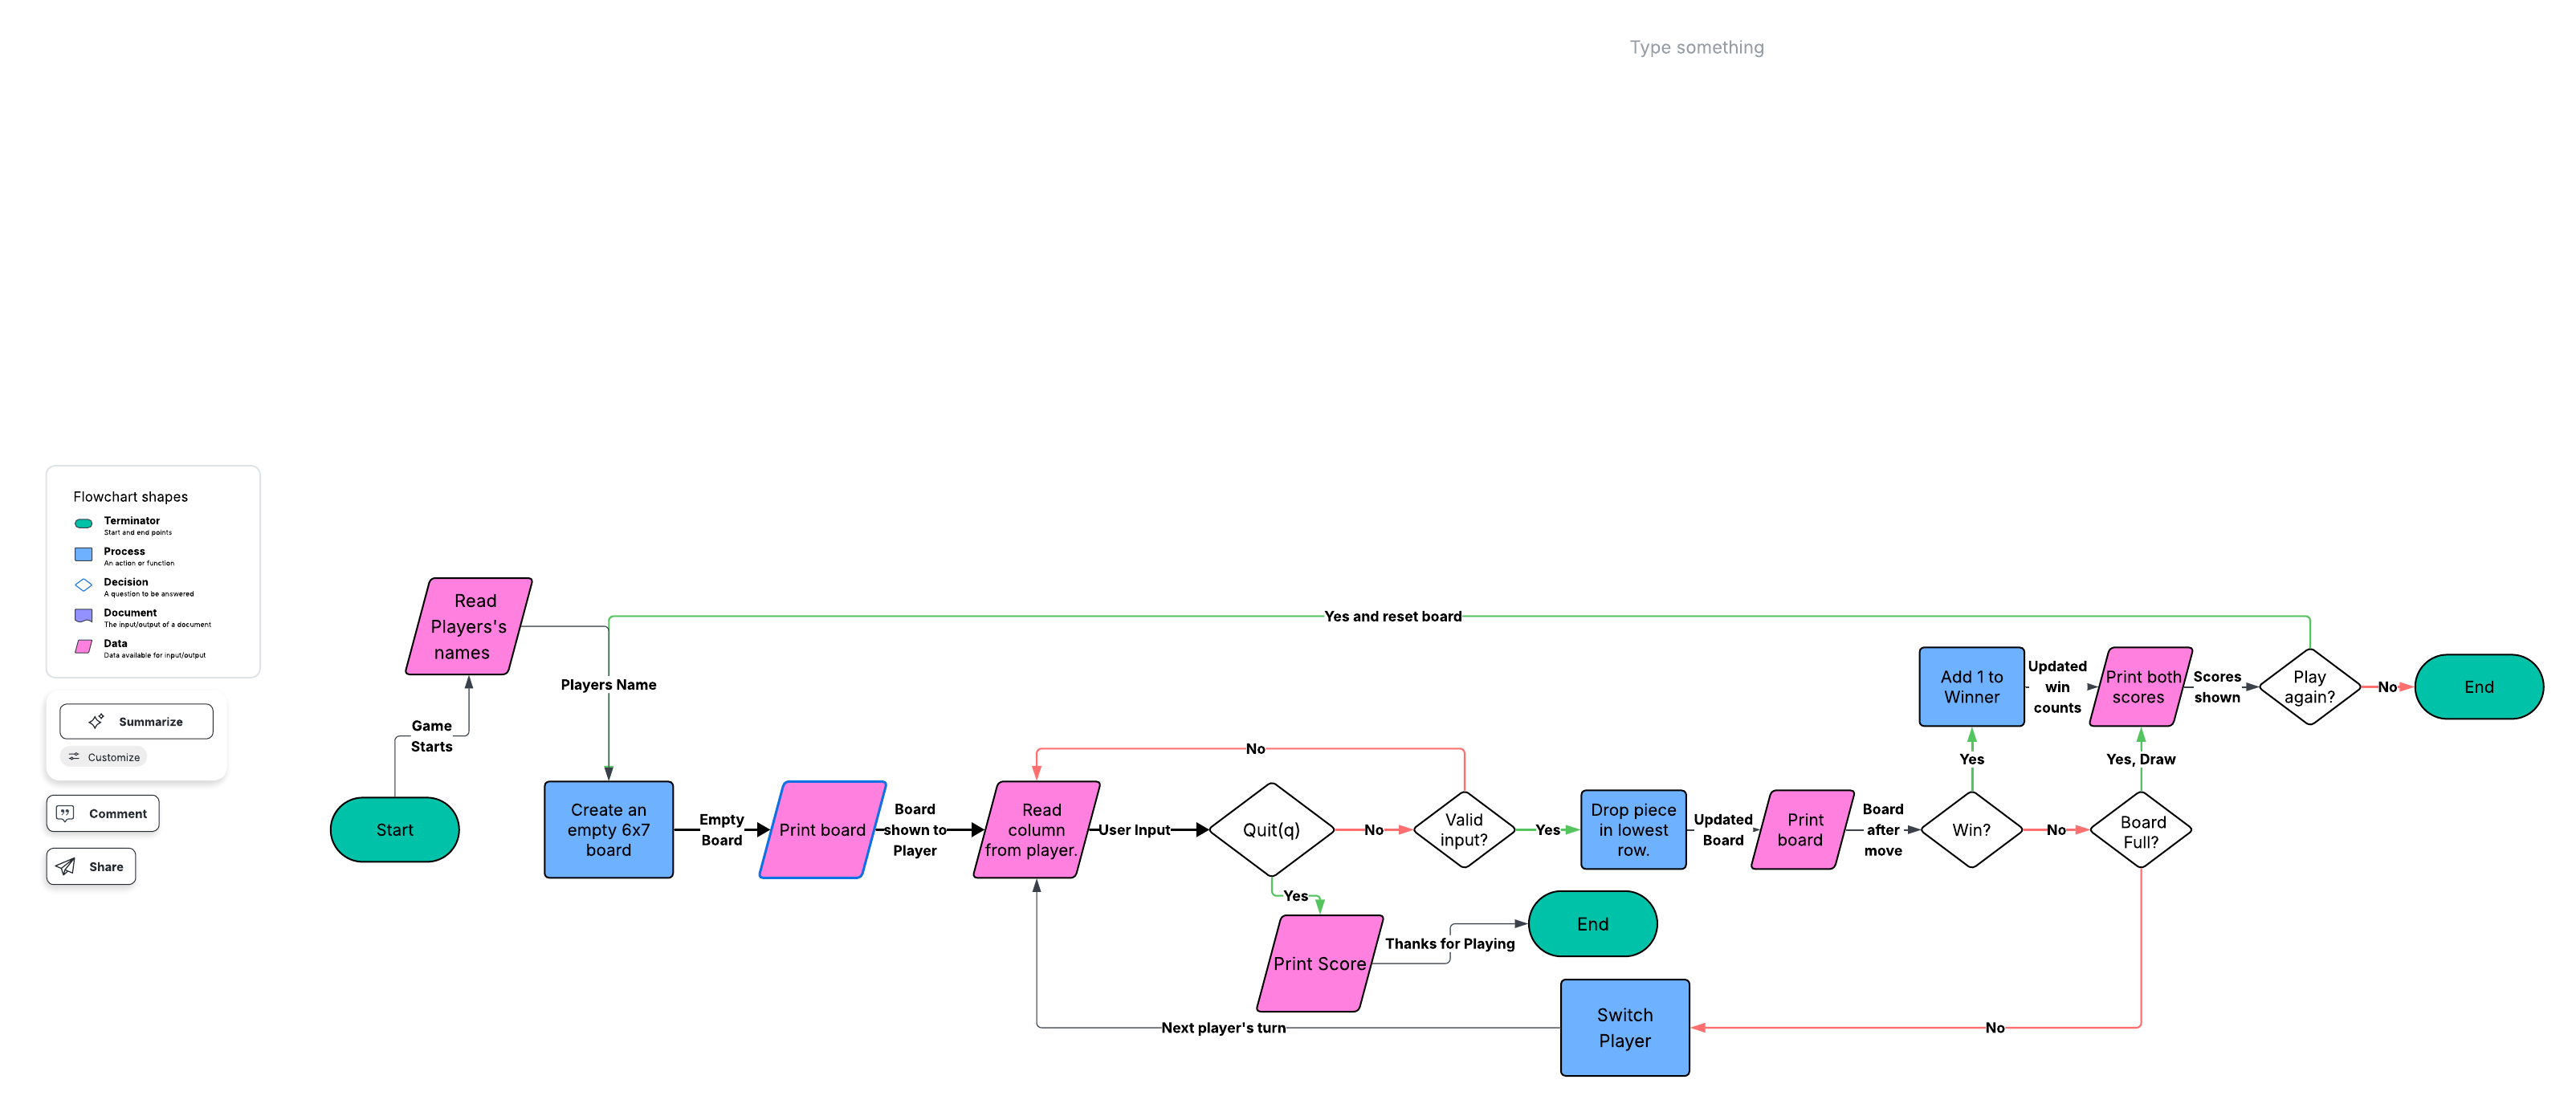 Type something
Flowchart shapes
Terminator
Start and end points
Process
An action or function
Decision
A question to be answered
Document
The input/output of a document
Data
Data available for input/output
Summarize
Customize
Comment
Share
Start
Game
Starts
Read
Players's
names
Players Name
Yes and reset board
Create an
empty 6x7
board
Empty
Board
Print board
Board
shown to
Player
Read
column
from player.
User Input
Quit(q)
No
Valid
input?
No
Yes
Drop piece
in lowest
row.
Updated
Board
Print
board
Board
after
move
Win?
Yes
Add 1 to
Winner
Updated
win
counts
Print both
scores
Scores
shown
Play
again?
No
End
No
Board
Full?
Yes, Draw
No
Switch
Player
Next player's turn
Yes
Print Score
Thanks for Playing
End